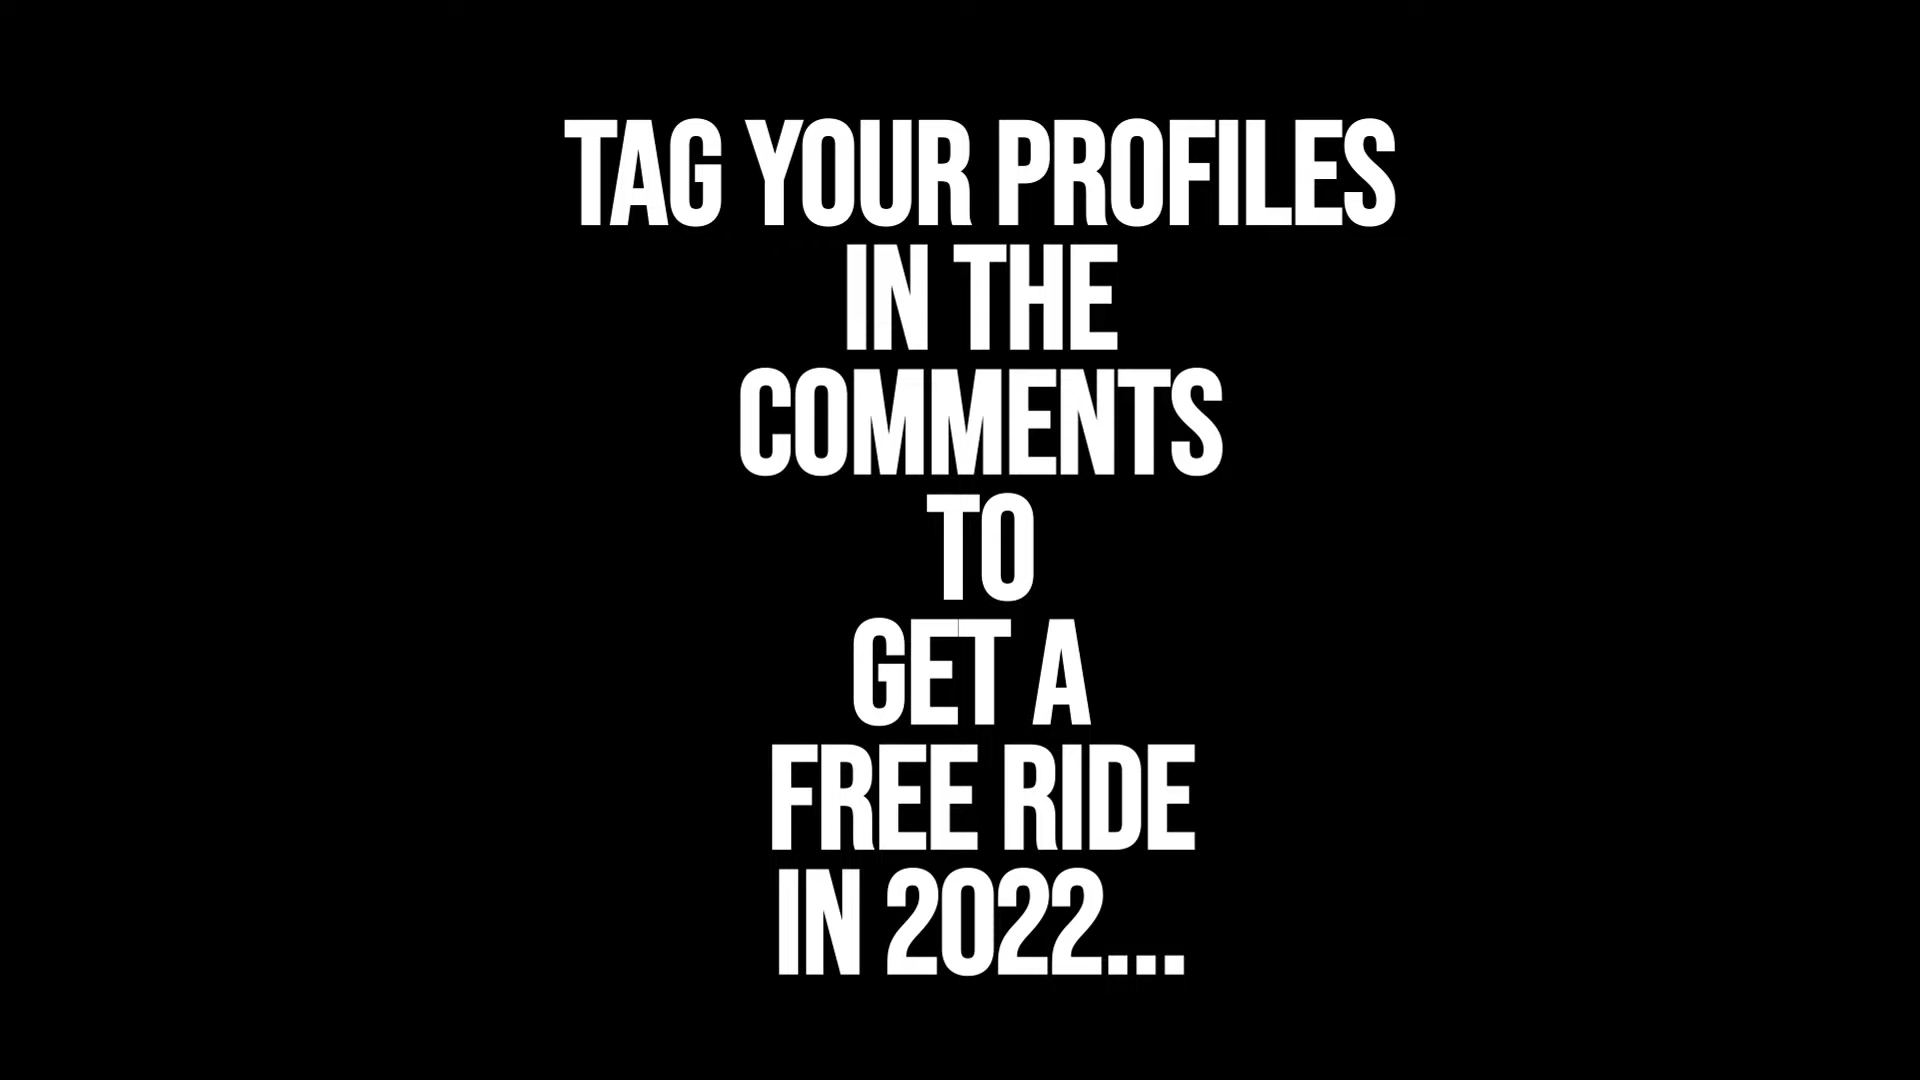 TAG YOUR PROFILES
IN THE
COMMENTS
TO
GET A
FREE RIDE
IN 2022...